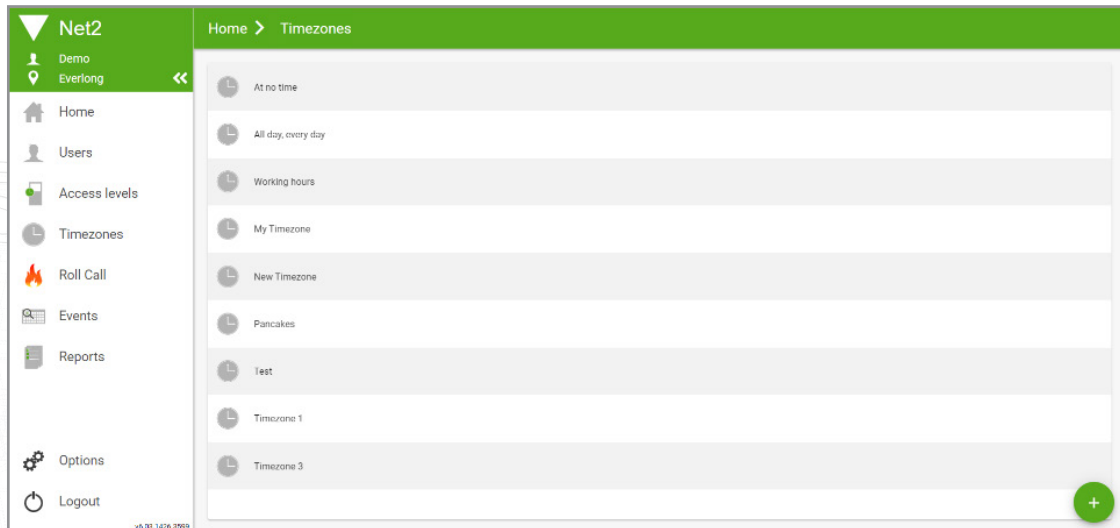 Net2
Demo
Everlong
Home
Users
Access levels
Timezones
Roll Call
Events
Reports
Options
Logout
Home Timezones
At no time
All day, every day
Working hours
My Timezone
New Timezone
Pancakes
Test
Timezone 1
Timezone 3
+